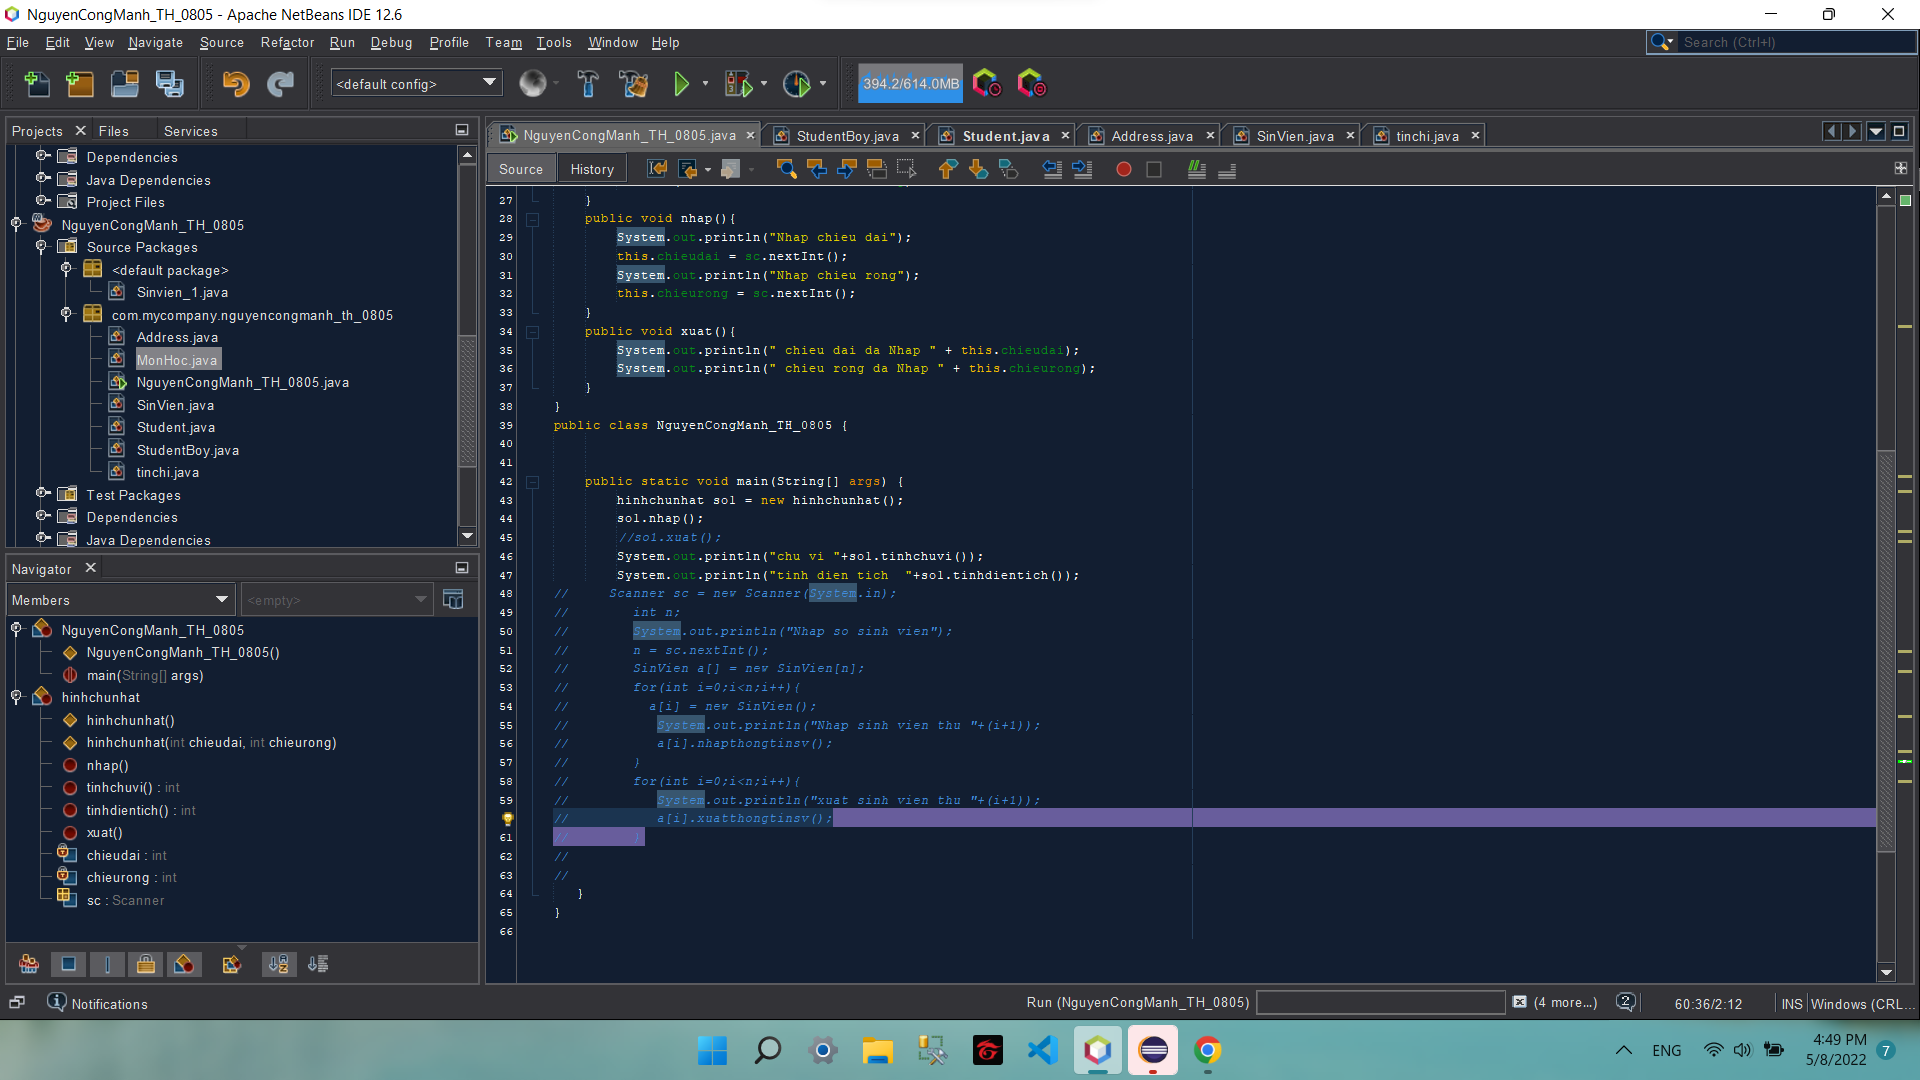 NguyenCongManh_TH_0805 - Apache NetBeans IDE 12.6
File Edit View Navigate Source Refactor Run Debug Profile Team Tools Window Help
Search (Ctrl+I)
<default config>
394.2/614.0MB
Projects Files Services
Dependencies
Java Dependencies
Project Files
NguyenCongManh_TH_0805
Source Packages
<default package>
Sinvien_1.java
com.mycompany.nguyencongmanh_th_0805
Address.java
MonHoc.java
NguyenCongManh_TH_0805.java
SinVien.java
Student.java
StudentBoy.java
tinchi.java
Test Packages
Dependencies
Java Dependencies
Navigator
Members
<empty>
NguyenCongManh_TH_0805
NguyenCongManh_TH_0805()
main(String[] args)
hinhchunhat
hinhchunhat()
hinhchunhat(int chieudai, int chieurong)
nhap()
tinhchuvi() : int
tinhdientich() : int
xuat()
chieudai : int
chieurong : int
sc : Scanner
NguyenCongManh_TH_0805.java StudentBoy.java Student.java Address.java SinVien.java tinchi.java
Source History
27 }
28 public void nhap(){
29 System.out.println("Nhap chieu dai");
30 this.chieudai = sc.nextInt();
31 System.out.println("Nhap chieu rong");
32 this.chieurong = sc.nextInt();
33 }
34 public void xuat(){
35 System.out.println(" chieu dai da Nhap " + this.chieudai);
36 System.out.println(" chieu rong da Nhap " + this.chieurong);
37 }
38 }
39 public class NguyenCongManh_TH_0805 {
40
41
42 public static void main(String[] args) {
43 hinhchunhat so1 = new hinhchunhat();
44 so1.nhap();
45 //so1.xuat();
46 System.out.println("chu vi "+so1.tinhchuvi());
47 System.out.println("tinh dien tich  "+so1.tinhdientich());
48 // Scanner sc = new Scanner(System.in);
49 // int n;
50 // System.out.println("Nhap so sinh vien");
51 // n = sc.nextInt();
52 // SinVien a[] = new SinVien[n];
53 // for(int i=0;i<n;i++){
54 // a[i] = new SinVien();
55 // System.out.println("Nhap sinh vien thu "+(i+1));
56 // a[i].nhapthongtinsv();
57 // }
58 // for(int i=0;i<n;i++){
59 // System.out.println("xuat sinh vien thu "+(i+1));
// a[i].xuatthongtinsv();
61 // }
62 //
63 //
64 }
65 }
66
Notifications
Run (NguyenCongManh_TH_0805)
(4 more...)
2
60:36/2:12
INS
Windows (CRL...
ENG
4:49 PM
5/8/2022
7